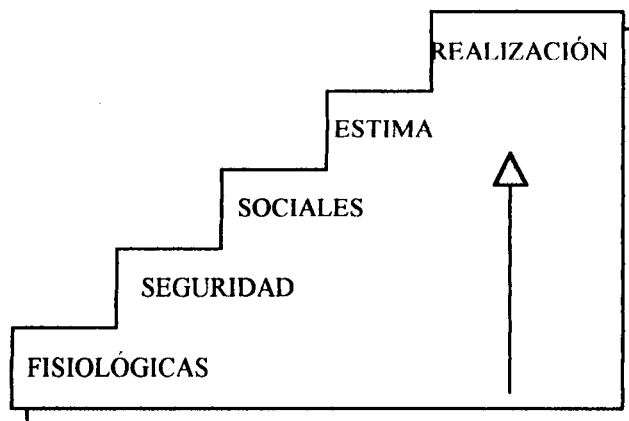 REALIZACIÓN
ESTIMA
SOCIALES
SEGURIDAD
FISIOLÓGICAS